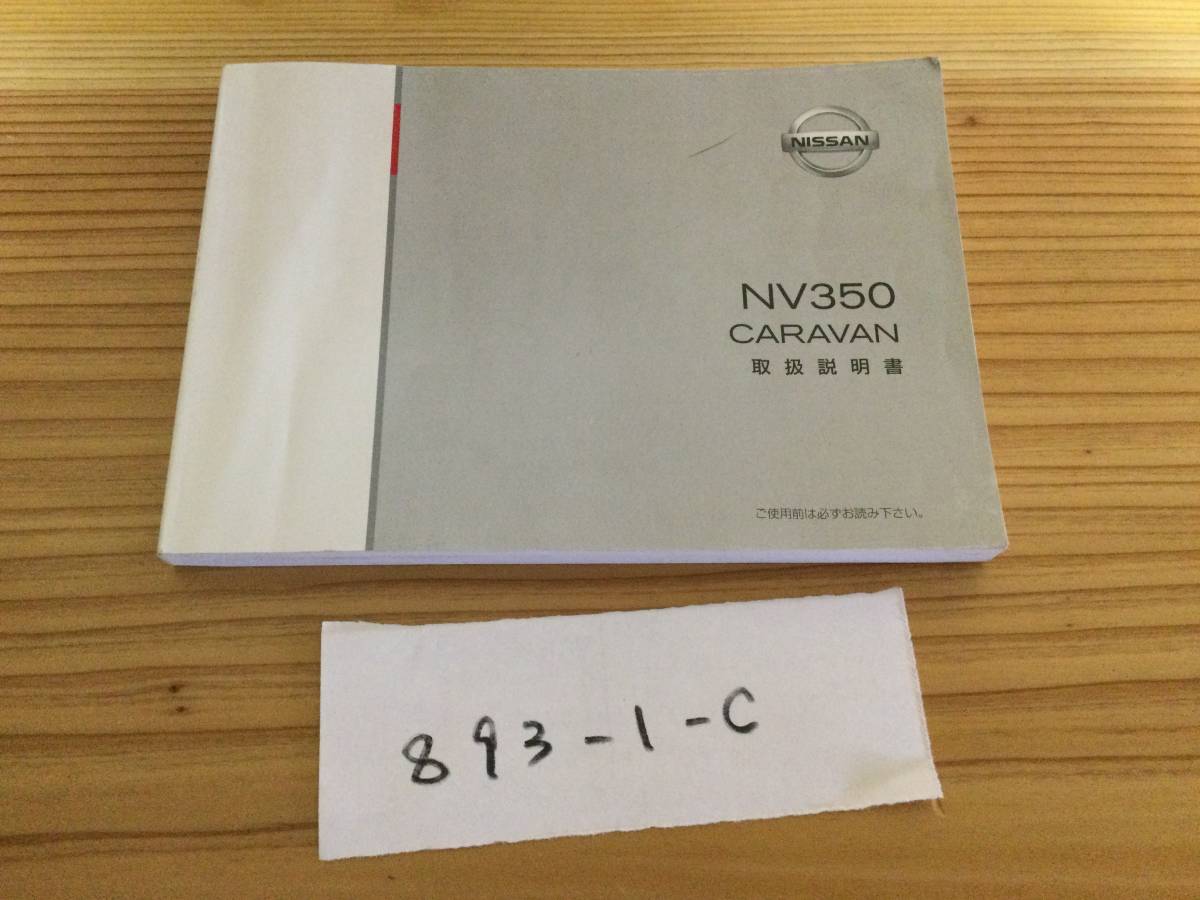 NISSAN
NV350
CARAVAN
取扱説明書
ご使用前は必ずお読み下さい。
893-1-C